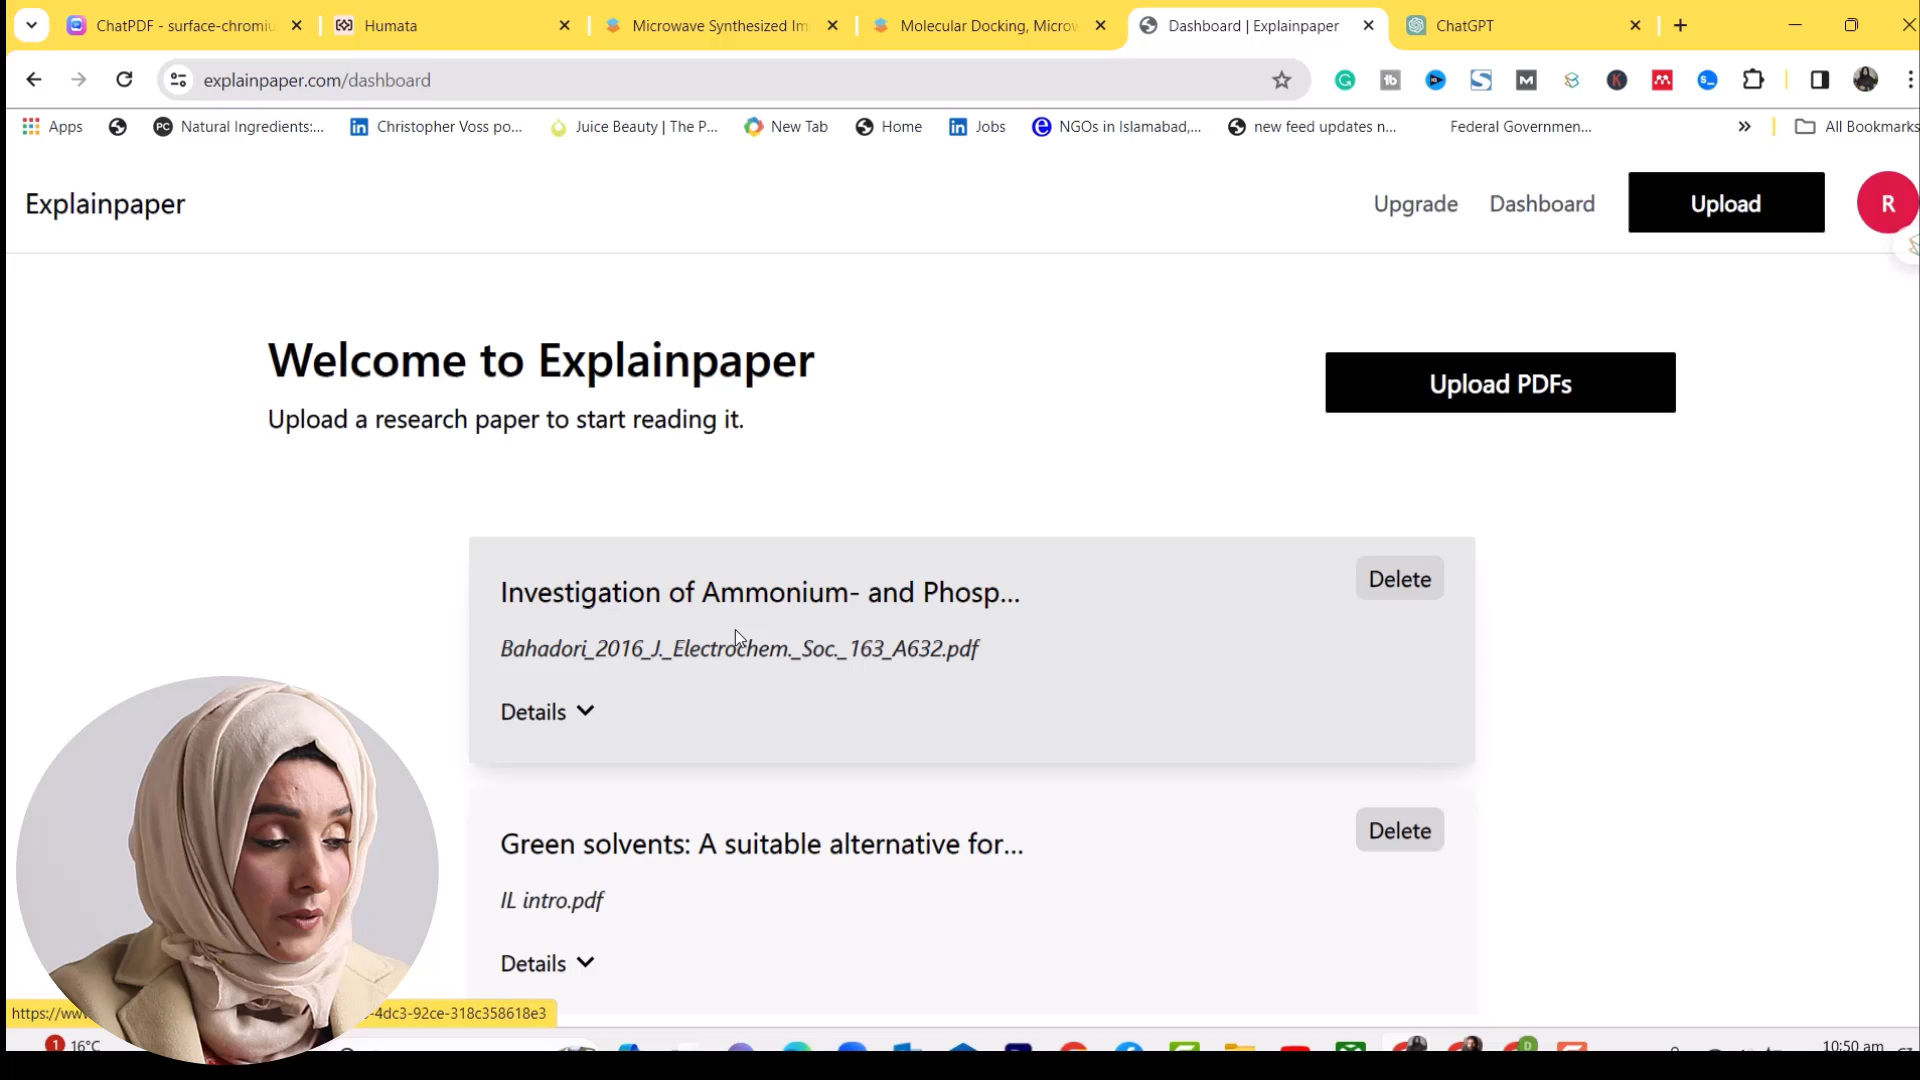 ChatPDF - surface-chromiu
Humata
Microwave Synthesized Im
Molecular Docking, Microw
Dashboard | Explainpaper
ChatGPT
explainpaper.com/dashboard
Apps
Natural Ingredients:...
Christopher Voss po...
Juice Beauty | The P...
New Tab
Home
Jobs
NGOs in Islamabad,...
new feed updates n...
Federal Governmen...
All Bookmarks
Explainpaper
Upgrade
Dashboard
Upload
R
Welcome to Explainpaper
Upload PDFs
Upload a research paper to start reading it.
Investigation of Ammonium- and Phosp...
Delete
Bahadori_2016_J._Electrochem._Soc._163_A632.pdf
Details
Green solvents: A suitable alternative for...
Delete
IL intro.pdf
Details
https://www
-4dc3-92ce-318c358618e3
1 16°C
10:50 am